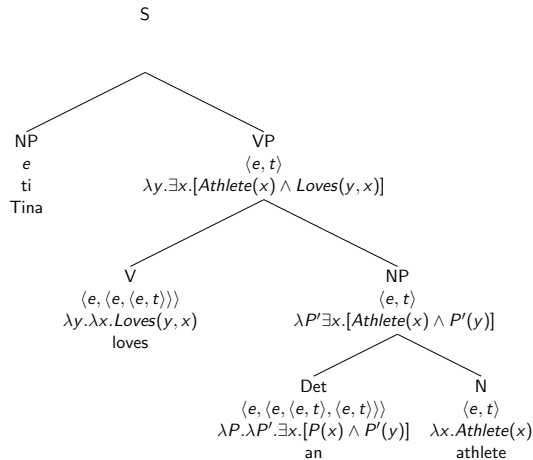 S
NP VP
e ⟨e, t⟩
ti λy.∃x.[Athlete(x) ∧ Loves(y, x)]
Tina
V NP
⟨e, ⟨e, ⟨e, t⟩⟩⟩ ⟨e, t⟩
λy.λx.Loves(y, x) λP′∃x.[Athlete(x) ∧ P′(y)]
loves
Det N
⟨e, ⟨e, ⟨e, t⟩, ⟨e, t⟩⟩⟩ ⟨e, t⟩
λP.λP′.∃x.[P(x) ∧ P′(y)] λx.Athlete(x)
an athlete